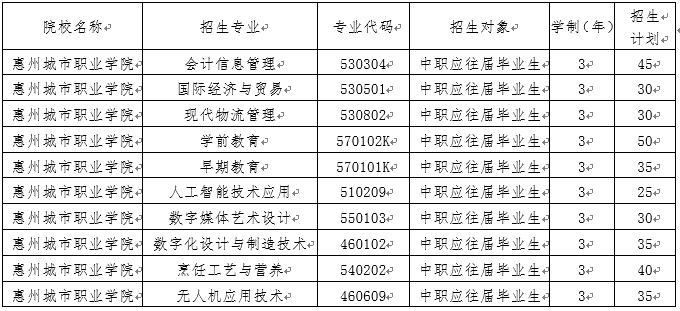 院校名称 招生专业 专业代码 招生对象 学制（年） 招生计划
惠州城市职业学院 会计信息管理 530304 中职应往届毕业生 3 45
惠州城市职业学院 国际经济与贸易 530501 中职应往届毕业生 3 30
惠州城市职业学院 现代物流管理 530802 中职应往届毕业生 3 30
惠州城市职业学院 学前教育 570102K 中职应往届毕业生 3 50
惠州城市职业学院 早期教育 570101K 中职应往届毕业生 3 35
惠州城市职业学院 人工智能技术应用 510209 中职应往届毕业生 3 25
惠州城市职业学院 数字媒体艺术设计 550103 中职应往届毕业生 3 30
惠州城市职业学院 数字化设计与制造技术 460102 中职应往届毕业生 3 35
惠州城市职业学院 烹饪工艺与营养 540202 中职应往届毕业生 3 40
惠州城市职业学院 无人机应用技术 460609 中职应往届毕业生 3 35